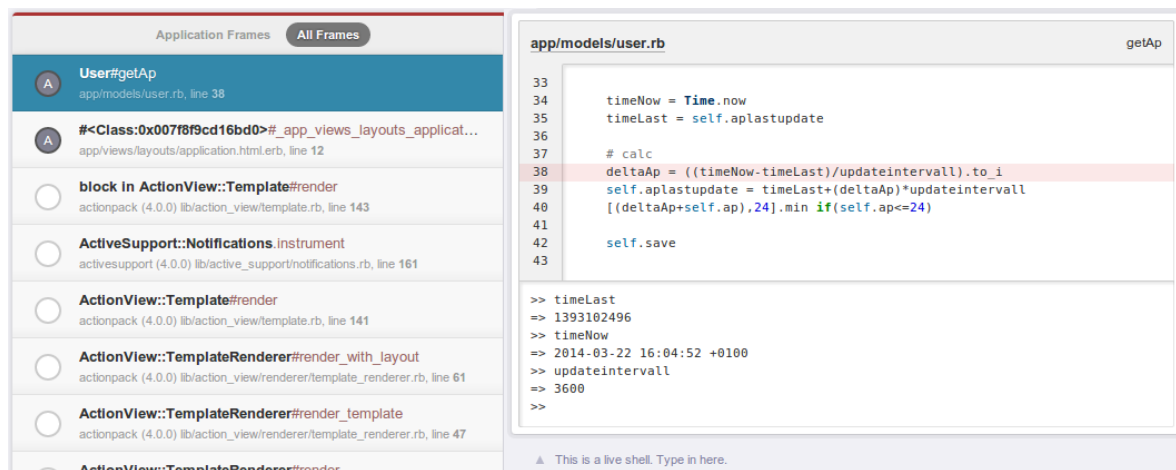 Application Frames All Frames
A User#getAp
app/models/user.rb, line 38
A #<Class:0x007f8f9cd16bd0>#_app_views_layouts_applicat...
app/views/layouts/application.html.erb, line 12
block in ActionView::Template#render
actionpack (4.0.0) lib/action_view/template.rb, line 143
ActiveSupport::Notifications.instrument
activesupport (4.0.0) lib/active_support/notifications.rb, line 161
ActionView::Template#render
actionpack (4.0.0) lib/action_view/template.rb, line 141
ActionView::TemplateRenderer#render_with_layout
actionpack (4.0.0) lib/action_view/renderer/template_renderer.rb, line 61
ActionView::TemplateRenderer#render_template
actionpack (4.0.0) lib/action_view/renderer/template_renderer.rb, line 47
ActionView::TemplateRenderer#render
app/models/user.rb getAp
33
34 timeNow = Time.now
35 timeLast = self.aplastupdate
36
37 # calc
38 deltaAp = ((timeNow-timeLast)/updateintervall).to_i
39 self.aplastupdate = timeLast+(deltaAp)*updateintervall
40 [(deltaAp+self.ap),24].min if(self.ap<=24)
41
42 self.save
43
>> timeLast
=> 1393102496
>> timeNow
=> 2014-03-22 16:04:52 +0100
>> updateintervall
=> 3600
>>
This is a live shell. Type in here.